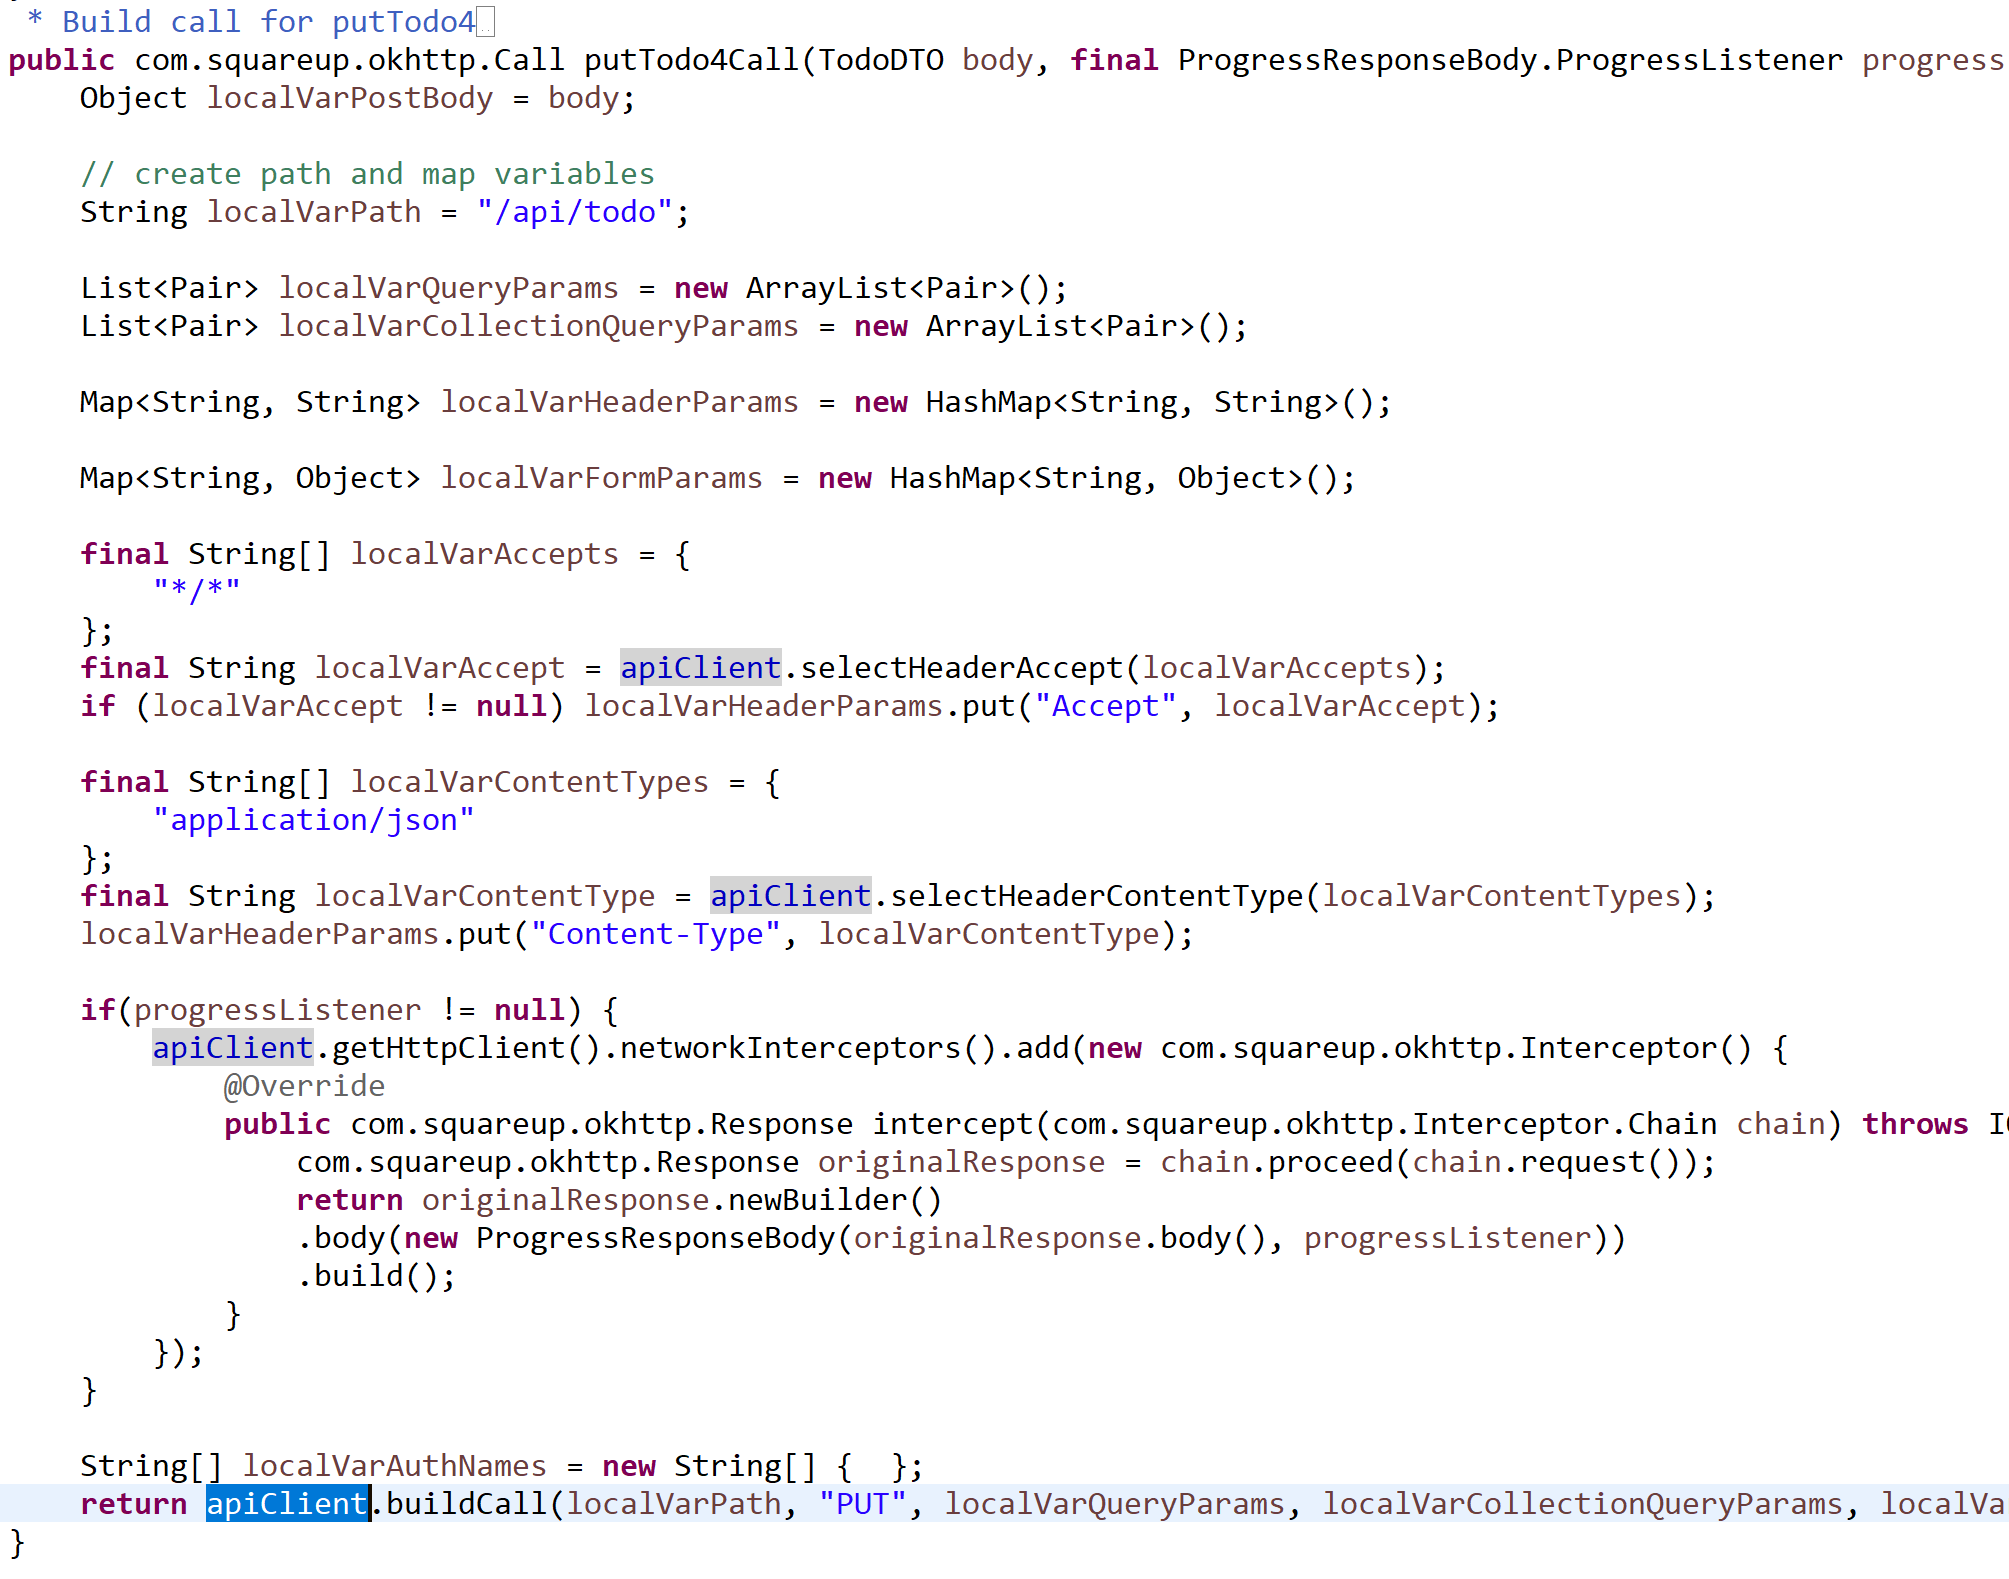 * Build call for putTodo4
public com.squareup.okhttp.Call putTodo4Call(TodoDTO body, final ProgressResponseBody.ProgressListener progress
    Object localVarPostBody = body;

    // create path and map variables
    String localVarPath = "/api/todo";

    List<Pair> localVarQueryParams = new ArrayList<Pair>();
    List<Pair> localVarCollectionQueryParams = new ArrayList<Pair>();

    Map<String, String> localVarHeaderParams = new HashMap<String, String>();

    Map<String, Object> localVarFormParams = new HashMap<String, Object>();

    final String[] localVarAccepts = {
        "*/*"
    };
    final String localVarAccept = apiClient.selectHeaderAccept(localVarAccepts);
    if (localVarAccept != null) localVarHeaderParams.put("Accept", localVarAccept);

    final String[] localVarContentTypes = {
        "application/json"
    };
    final String localVarContentType = apiClient.selectHeaderContentType(localVarContentTypes);
    localVarHeaderParams.put("Content-Type", localVarContentType);

    if(progressListener != null) {
        apiClient.getHttpClient().networkInterceptors().add(new com.squareup.okhttp.Interceptor() {
            @Override
            public com.squareup.okhttp.Response intercept(com.squareup.okhttp.Interceptor.Chain chain) throws IO
                com.squareup.okhttp.Response originalResponse = chain.proceed(chain.request());
                return originalResponse.newBuilder()
                .body(new ProgressResponseBody(originalResponse.body(), progressListener))
                .build();
            }
        });
    }

    String[] localVarAuthNames = new String[] {  };
    return apiClient.buildCall(localVarPath, "PUT", localVarQueryParams, localVarCollectionQueryParams, localVa
}